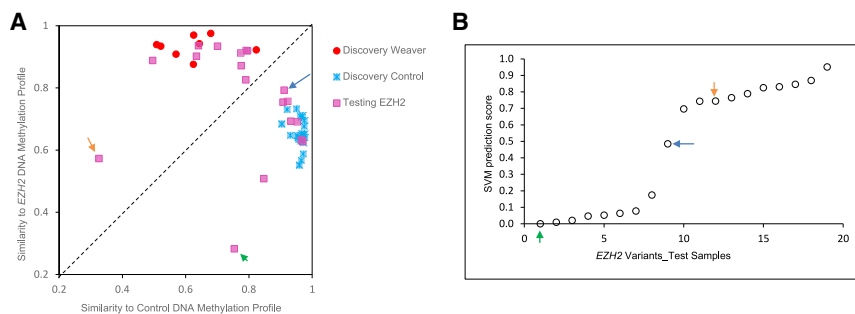 A
Similarity to EZH2 DNA Methylation Profile
1
0.8
0.6
0.4
0.2
0.2
0.4
0.6
0.8
1
Similarity to Control DNA Methylation Profile
Discovery Weaver
Discovery Control
Testing EZH2
B
SVM prediction score
1.0
0.9
0.8
0.7
0.6
0.5
0.4
0.3
0.2
0.1
0.0
0
5
10
15
20
EZH2 Variants_Test Samples